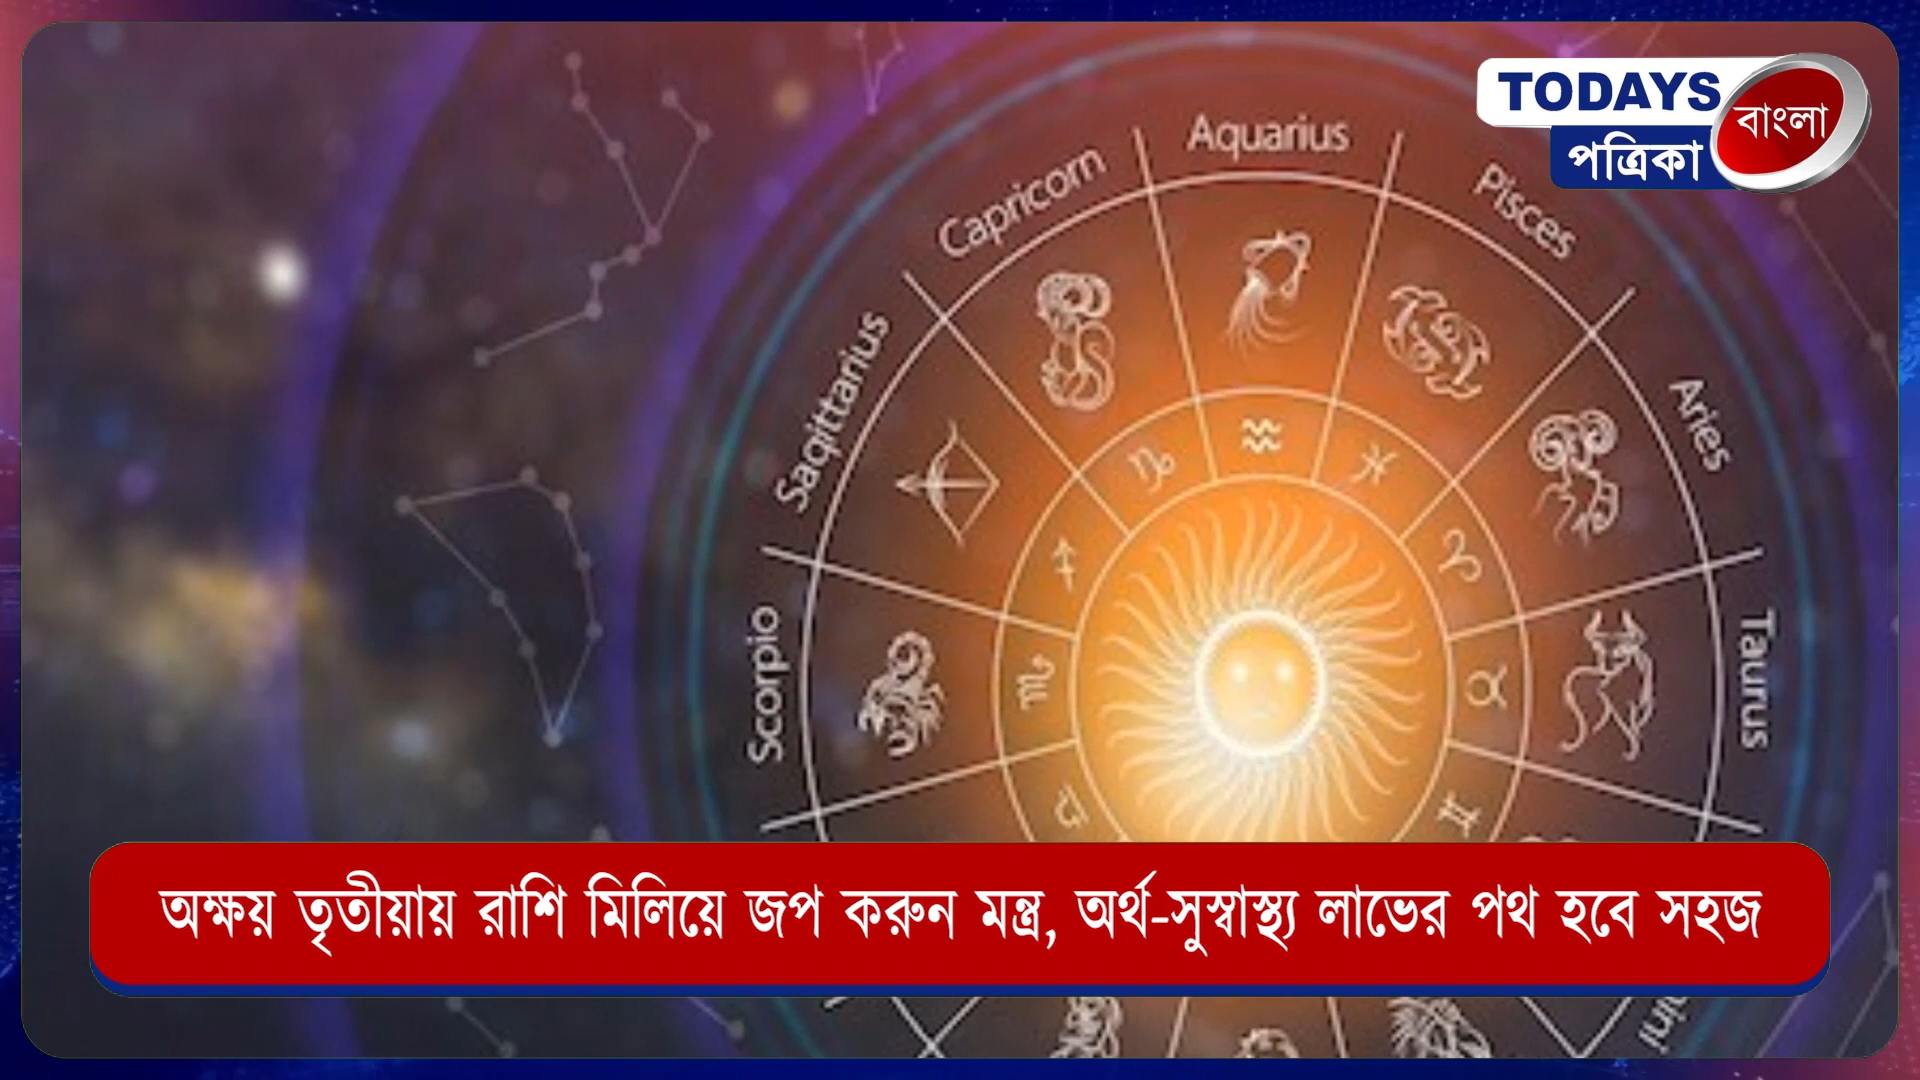 TODAYS
পত্রিকা
বাংলা
Aquarius
Capricorn
Pisces
Sagittarius
Aries
Scorpio
Taurus
অক্ষয় তৃতীয়ায় রাশি মিলিয়ে জপ করুন মন্ত্র, অর্থ-সুস্বাস্থ্য লাভের পথ হবে সহজ